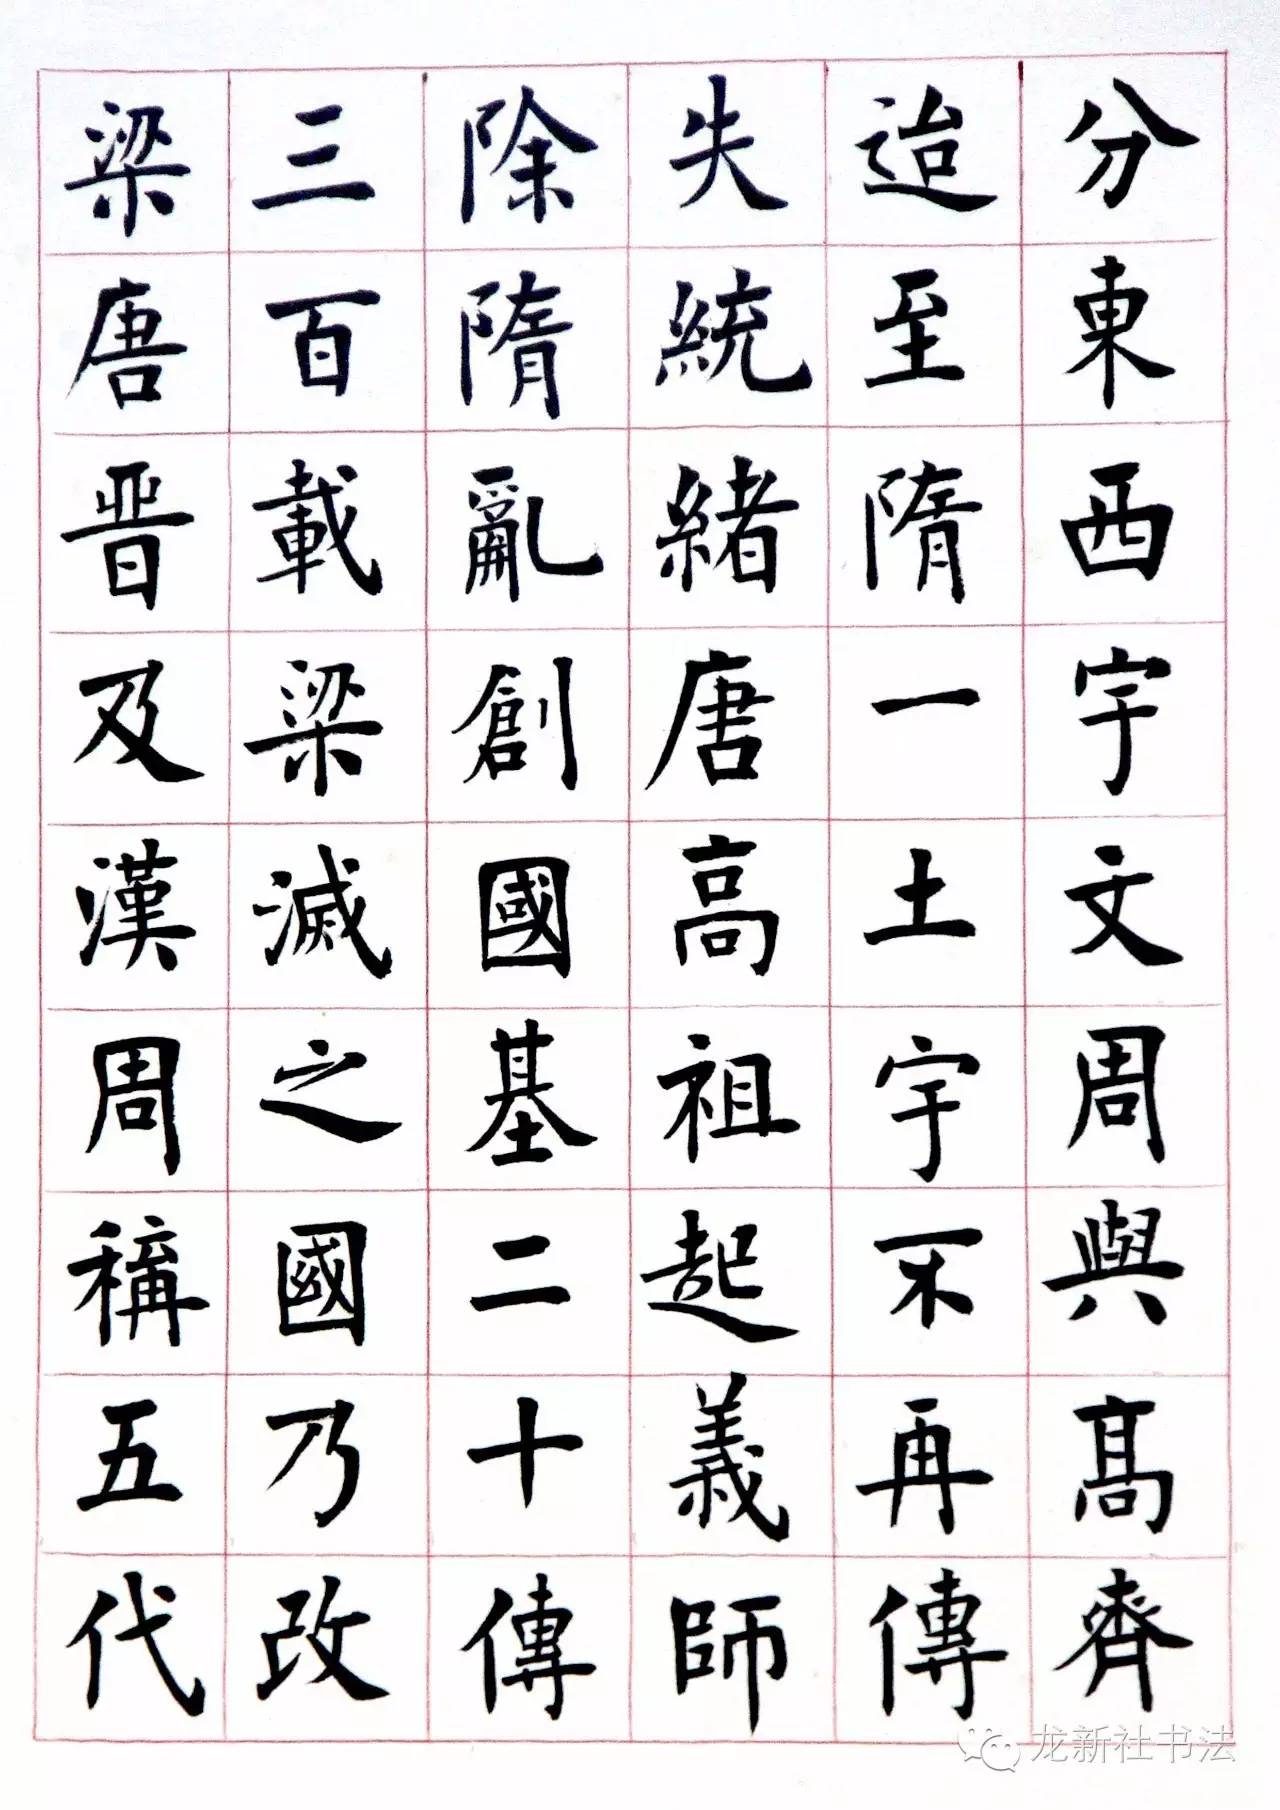 分東西宇文周與高齊
迨至隋一土宇不再傳
失統緒唐高祖起義師
除隋亂創國基二十傳
三百載梁滅之國乃改
梁唐晉及漢周稱五代
龙新社书法